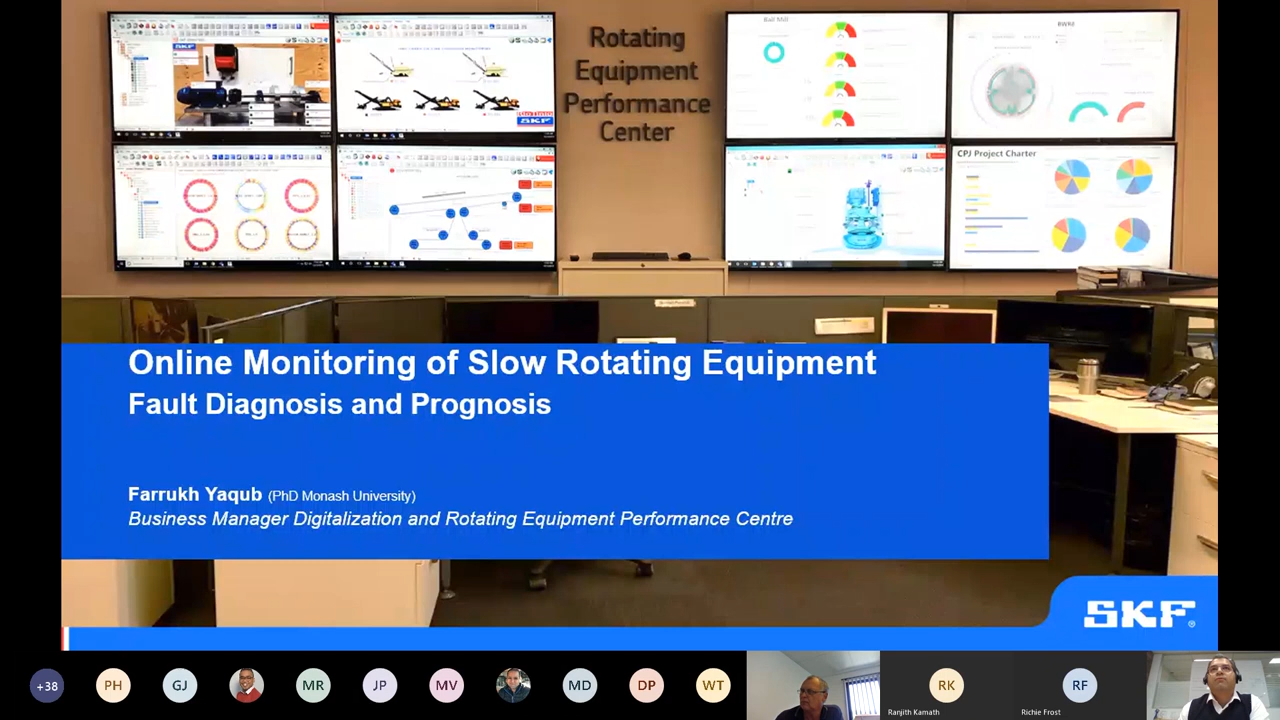 Rotating
Equipment
Performance
Center
SKF
SKF
Ball Mill
CPJ Project Charter
Online Monitoring of Slow Rotating Equipment
Fault Diagnosis and Prognosis
Farrukh Yaqub (PhD Monash University)
Business Manager Digitalization and Rotating Equipment Performance Centre
SKF®
+38
PH
GJ
MR
JP
MV
MD
DP
WT
RK
Ranjith Kamath
RF
Richie Frost